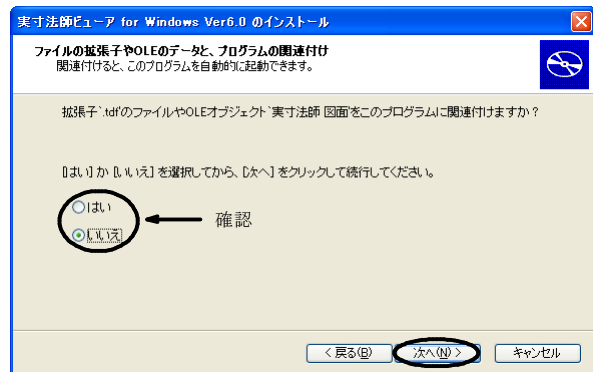 実寸法師ビューア for Windows Ver6.0 のインストール
ファイルの拡張子やOLEのデータと、プログラムの関連付け
関連付けると、このプログラムを自動的に起動できます。
拡張子`.tdf'のファイルやOLEオブジェクト`実寸法師 図面'をこのプログラムに関連付けますか？
[はい] か [いいえ] を選択してから、[次へ] をクリックして続行してください。
はい
確認
いいえ
< 戻る(B)
次へ(N) >
キャンセル